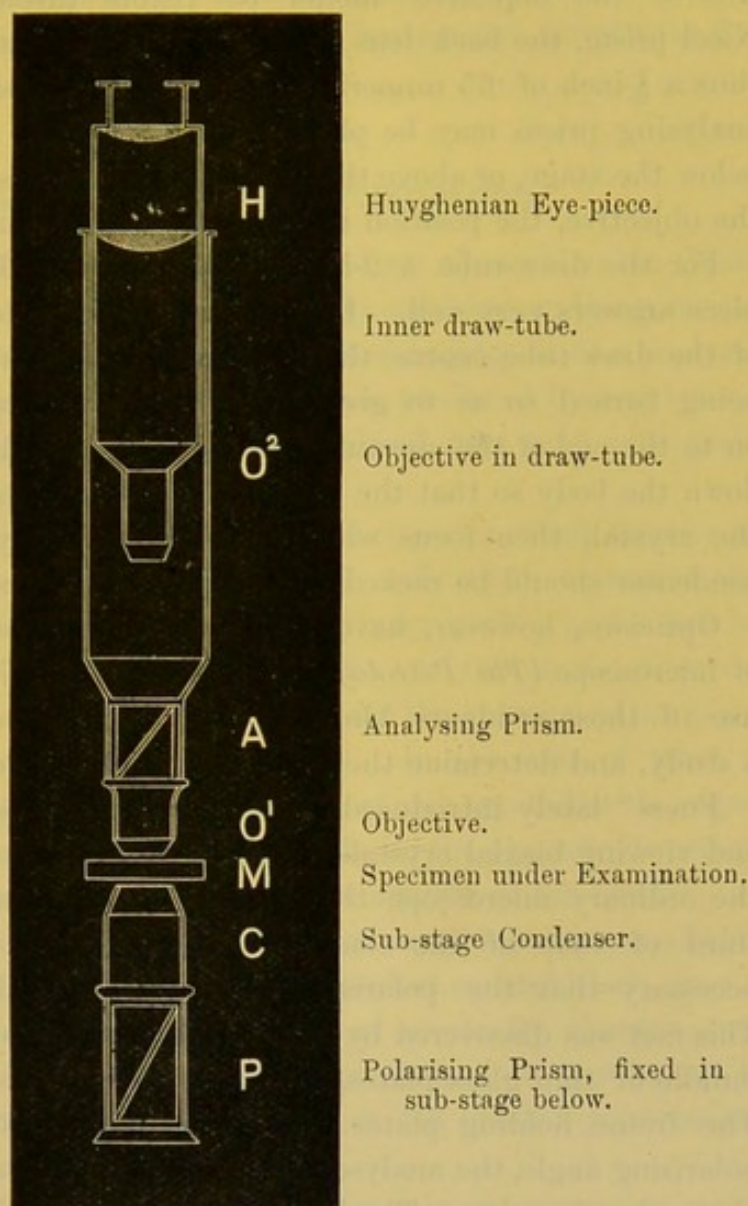 H Huyghenian Eye-piece.
Inner draw-tube.
O² Objective in draw-tube.
A Analysing Prism.
O¹ Objective.
M Specimen under Examination.
C Sub-stage Condenser.
P Polarising Prism, fixed in
sub-stage below.